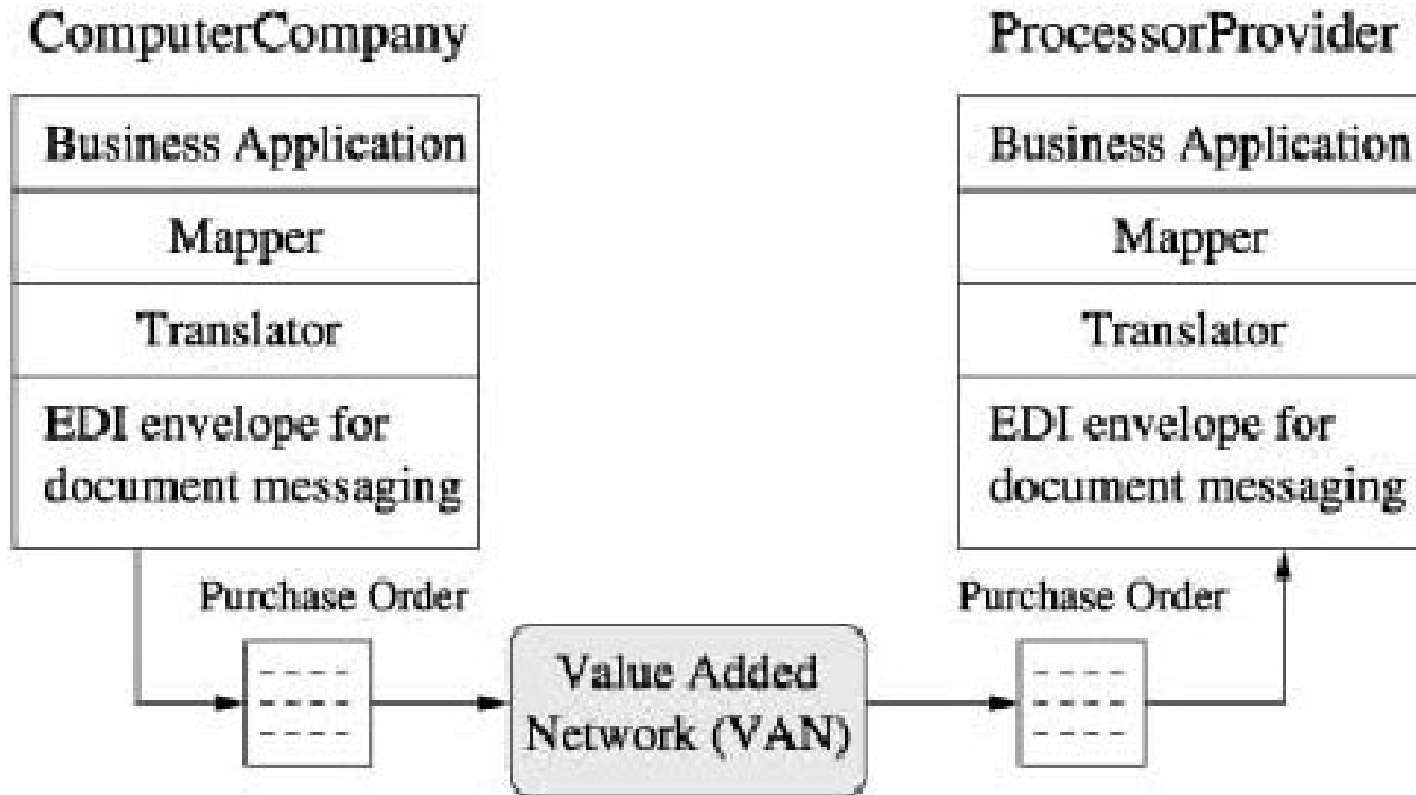 ComputerCompany
Business Application
Mapper
Translator
EDI envelope for
document messaging
Purchase Order
Value Added
Network (VAN)
ProcessorProvider
Business Application
Mapper
Translator
EDI envelope for
document messaging
Purchase Order